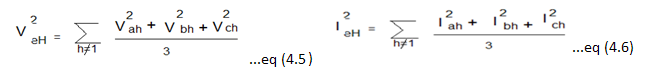 V²ₑH = ∑ h≠1 (V²ah + V²bh + V²ch) / 3 ...eq (4.5)
I²ₑH = ∑ h≠1 (I²ah + I²bh + I²ch) / 3 ...eq (4.6)